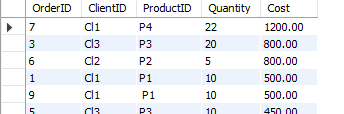 OrderID ClientID ProductID Quantity Cost
7 Cl1 P4 22 1200.00
3 Cl3 P3 20 800.00
6 Cl2 P2 5 800.00
1 Cl1 P1 10 500.00
9 Cl1 P1 10 500.00
5 Cl3 P3 10 450.00